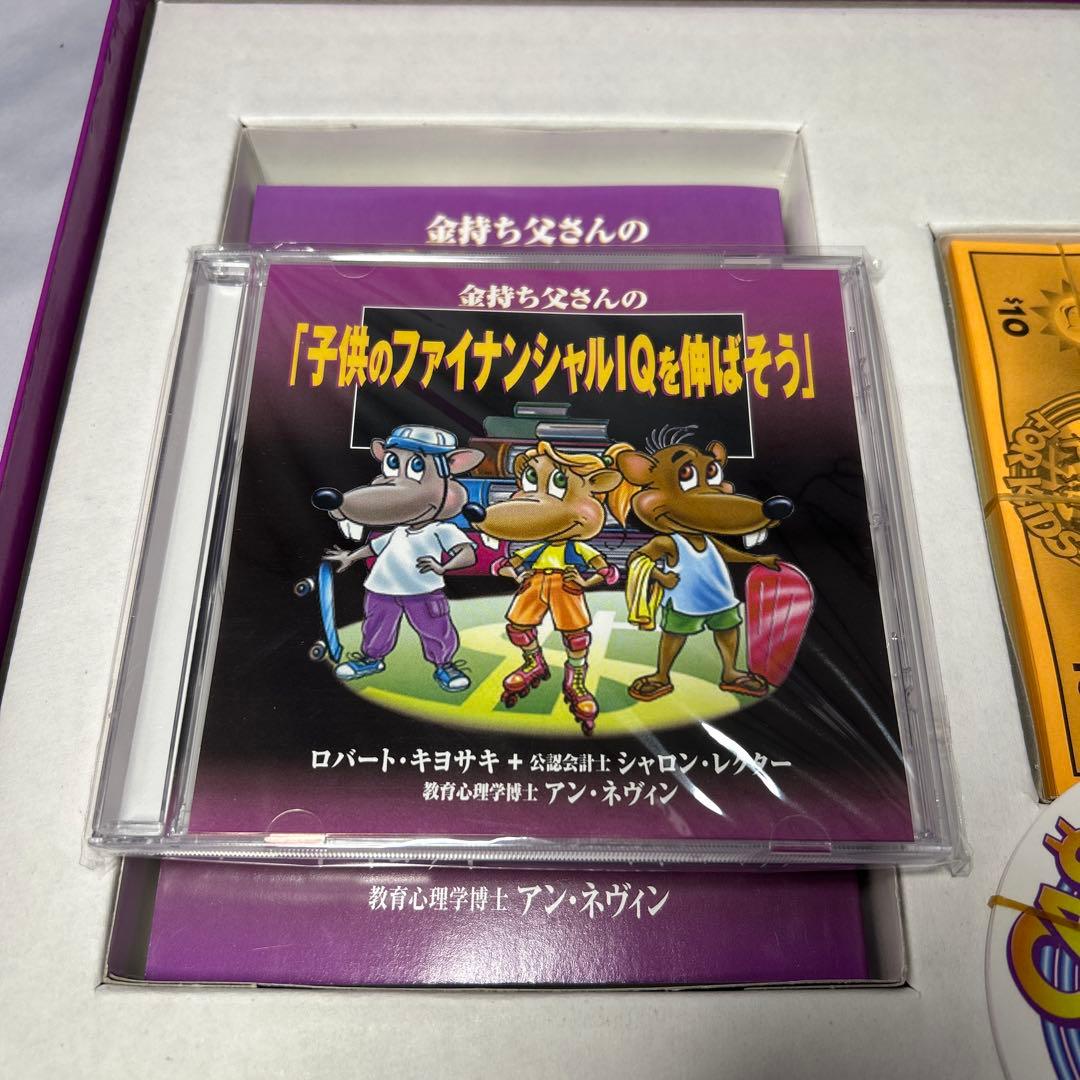 金持ち父さんの
金持ち父さんの
「子供のファイナンシャルIQを伸ばそう」
ロバート・キヨサキ + 公認会計士 シャロン・レクター
教育心理学博士 アン・ネヴィン
教育心理学博士 アン・ネヴィン
$10
FOR KIDS
CAS